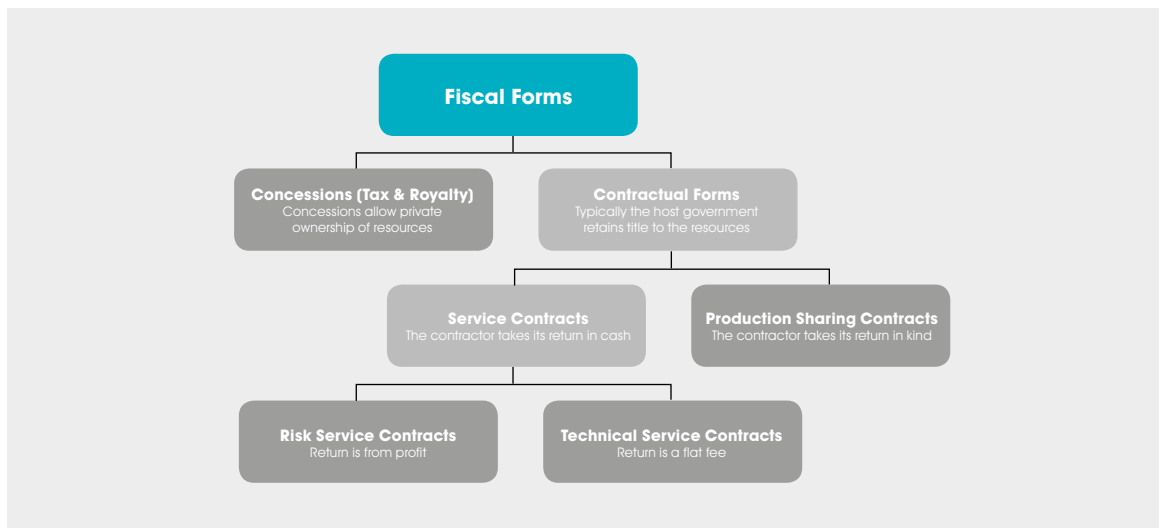 Fiscal Forms
Concessions (Tax & Royalty)
Concessions allow private
ownership of resources
Contractual Forms
Typically the host government
retains title to the resources
Service Contracts
The contractor takes its return in cash
Production Sharing Contracts
The contractor takes its return in kind
Risk Service Contracts
Return is from profit
Technical Service Contracts
Return is a flat fee